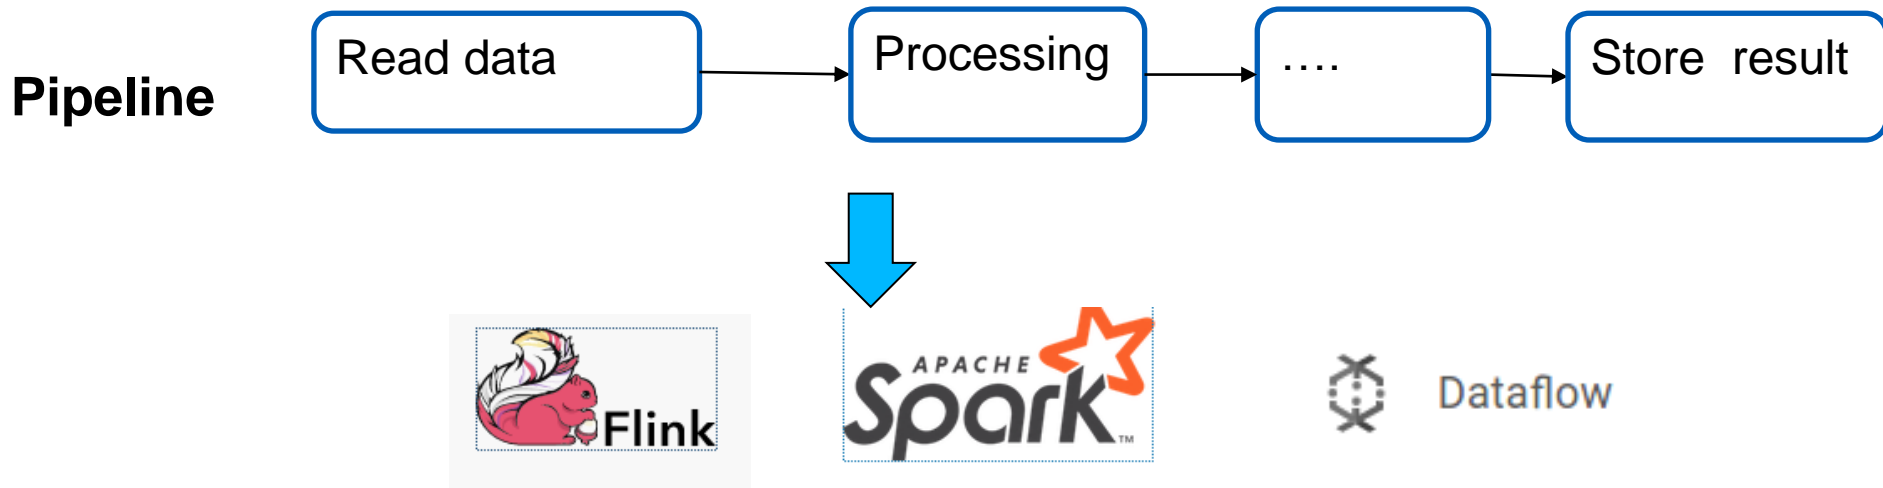 Pipeline
Read data
Processing
....
Store result
Flink
APACHE
Spark TM
Dataflow